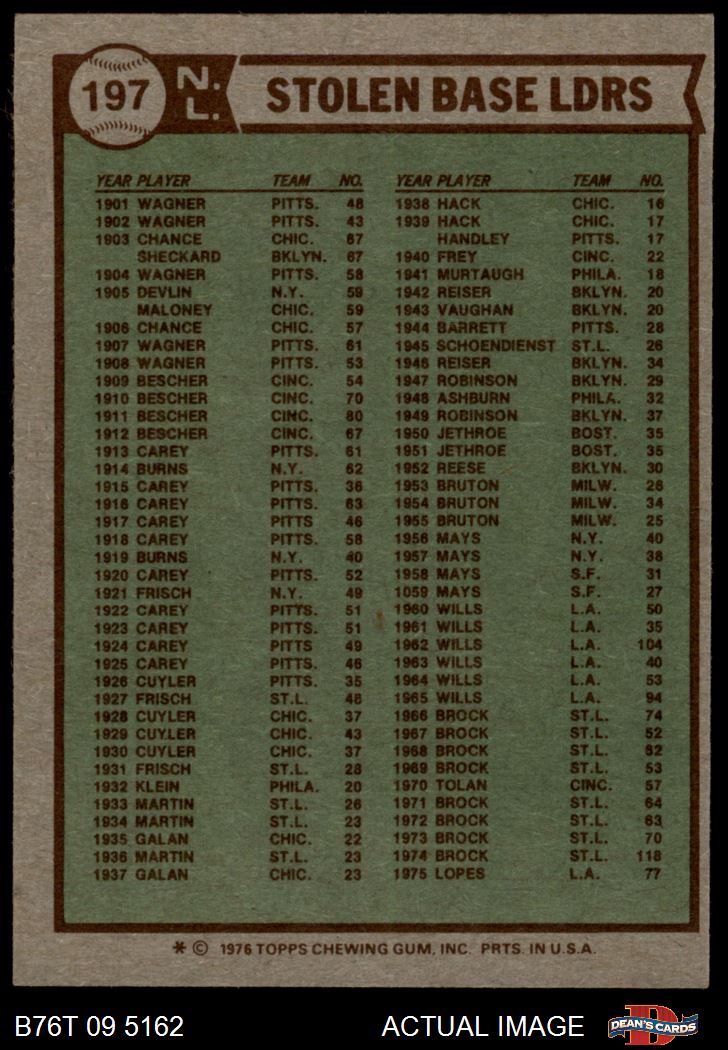 197 N.L. STOLEN BASE LDRS
YEAR PLAYER TEAM NO.
1901 WAGNER PITTS. 48
1902 WAGNER PITTS. 43
1903 CHANCE CHIC. 67
SHECKARD BKLYN. 67
1904 WAGNER PITTS. 58
1905 DEVLIN N.Y. 59
MALONEY CHIC. 59
1906 CHANCE CHIC. 57
1907 WAGNER PITTS. 61
1908 WAGNER PITTS. 53
1909 BESCHER CINC. 54
1910 BESCHER CINC. 70
1911 BESCHER CINC. 80
1912 BESCHER CINC. 67
1913 CAREY PITTS. 61
1914 BURNS N.Y. 62
1915 CAREY PITTS. 36
1916 CAREY PITTS. 63
1917 CAREY PITTS 46
1918 CAREY PITTS. 58
1919 BURNS N.Y. 40
1920 CAREY PITTS. 52
1921 FRISCH N.Y. 49
1922 CAREY PITTS. 51
1923 CAREY PITTS. 51
1924 CAREY PITTS 49
1925 CAREY PITTS. 46
1926 CUYLER PITTS. 35
1927 FRISCH ST.L. 48
1928 CUYLER CHIC. 37
1929 CUYLER CHIC. 43
1930 CUYLER CHIC. 37
1931 FRISCH ST.L. 28
1932 KLEIN PHILA. 20
1933 MARTIN ST.L. 26
1934 MARTIN ST.L. 23
1935 GALAN CHIC. 22
1936 MARTIN ST.L. 23
1937 GALAN CHIC. 23
YEAR PLAYER TEAM NO.
1938 HACK CHIC. 16
1939 HACK CHIC. 17
HANDLEY PITTS. 17
1940 FREY CINC. 22
1941 MURTAUGH PHILA. 18
1942 REISER BKLYN. 20
1943 VAUGHAN BKLYN. 20
1944 BARRETT PITTS. 28
1945 SCHOENDIENST ST.L. 26
1946 REISER BKLYN. 34
1947 ROBINSON BKLYN. 29
1948 ASHBURN PHILA. 32
1949 ROBINSON BKLYN. 37
1950 JETHROE BOST. 35
1951 JETHROE BOST. 35
1952 REESE BKLYN. 30
1953 BRUTON MILW. 26
1954 BRUTON MILW. 34
1955 BRUTON MILW. 25
1956 MAYS N.Y. 40
1957 MAYS N.Y. 38
1958 MAYS S.F. 31
1059 MAYS S.F. 27
1960 WILLS L.A. 50
1961 WILLS L.A. 35
1962 WILLS L.A. 104
1963 WILLS L.A. 40
1964 WILLS L.A. 53
1965 WILLS L.A. 94
1966 BROCK ST.L. 74
1967 BROCK ST.L. 52
1968 BROCK ST.L. 62
1969 BROCK ST.L. 53
1970 TOLAN CINC. 57
1971 BROCK ST.L. 64
1972 BROCK ST.L. 63
1973 BROCK ST.L. 70
1974 BROCK ST.L. 118
1975 LOPES L.A. 77
* © 1976 TOPPS CHEWING GUM, INC. PRTS. IN U.S.A.
B76T 09 5162 ACTUAL IMAGE D DEAN'S CARDS